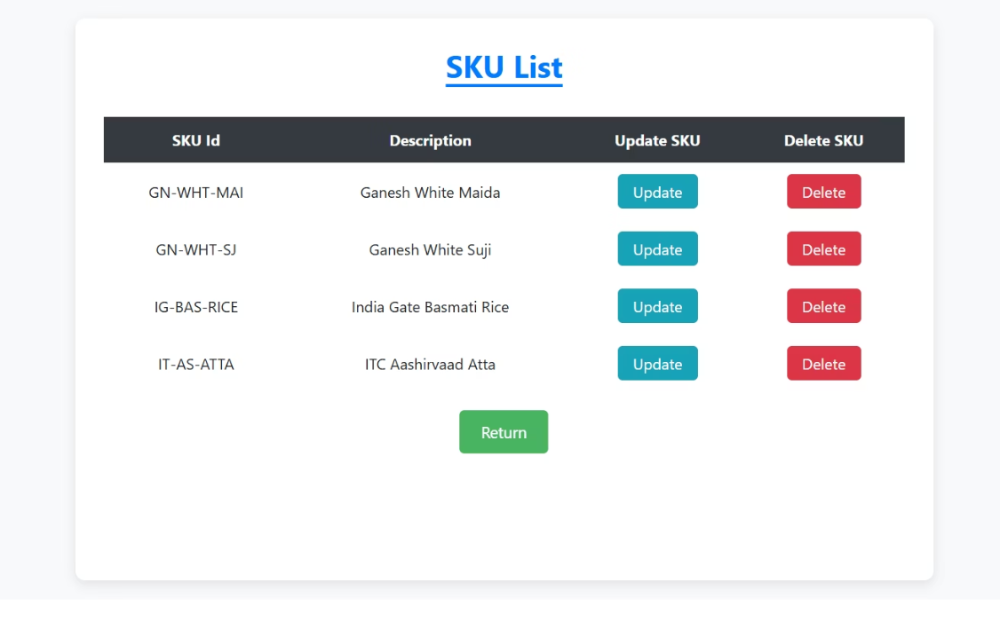 SKU List
SKU Id Description Update SKU Delete SKU
GN-WHT-MAI Ganesh White Maida Update Delete
GN-WHT-SJ Ganesh White Suji Update Delete
IG-BAS-RICE India Gate Basmati Rice Update Delete
IT-AS-ATTA ITC Aashirvaad Atta Update Delete
Return